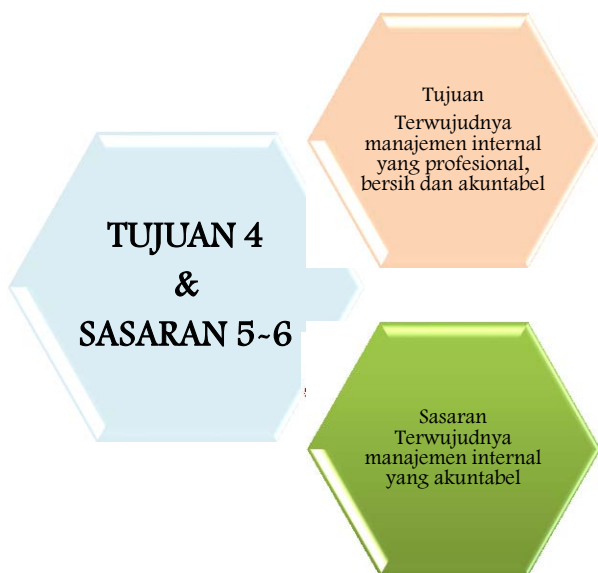 TUJUAN 4
&
SASARAN 5~6
Tujuan
Terwujudnya
manajemen internal
yang profesional,
bersih dan akuntabel
Sasaran
Terwujudnya
manajemen internal
yang akuntabel